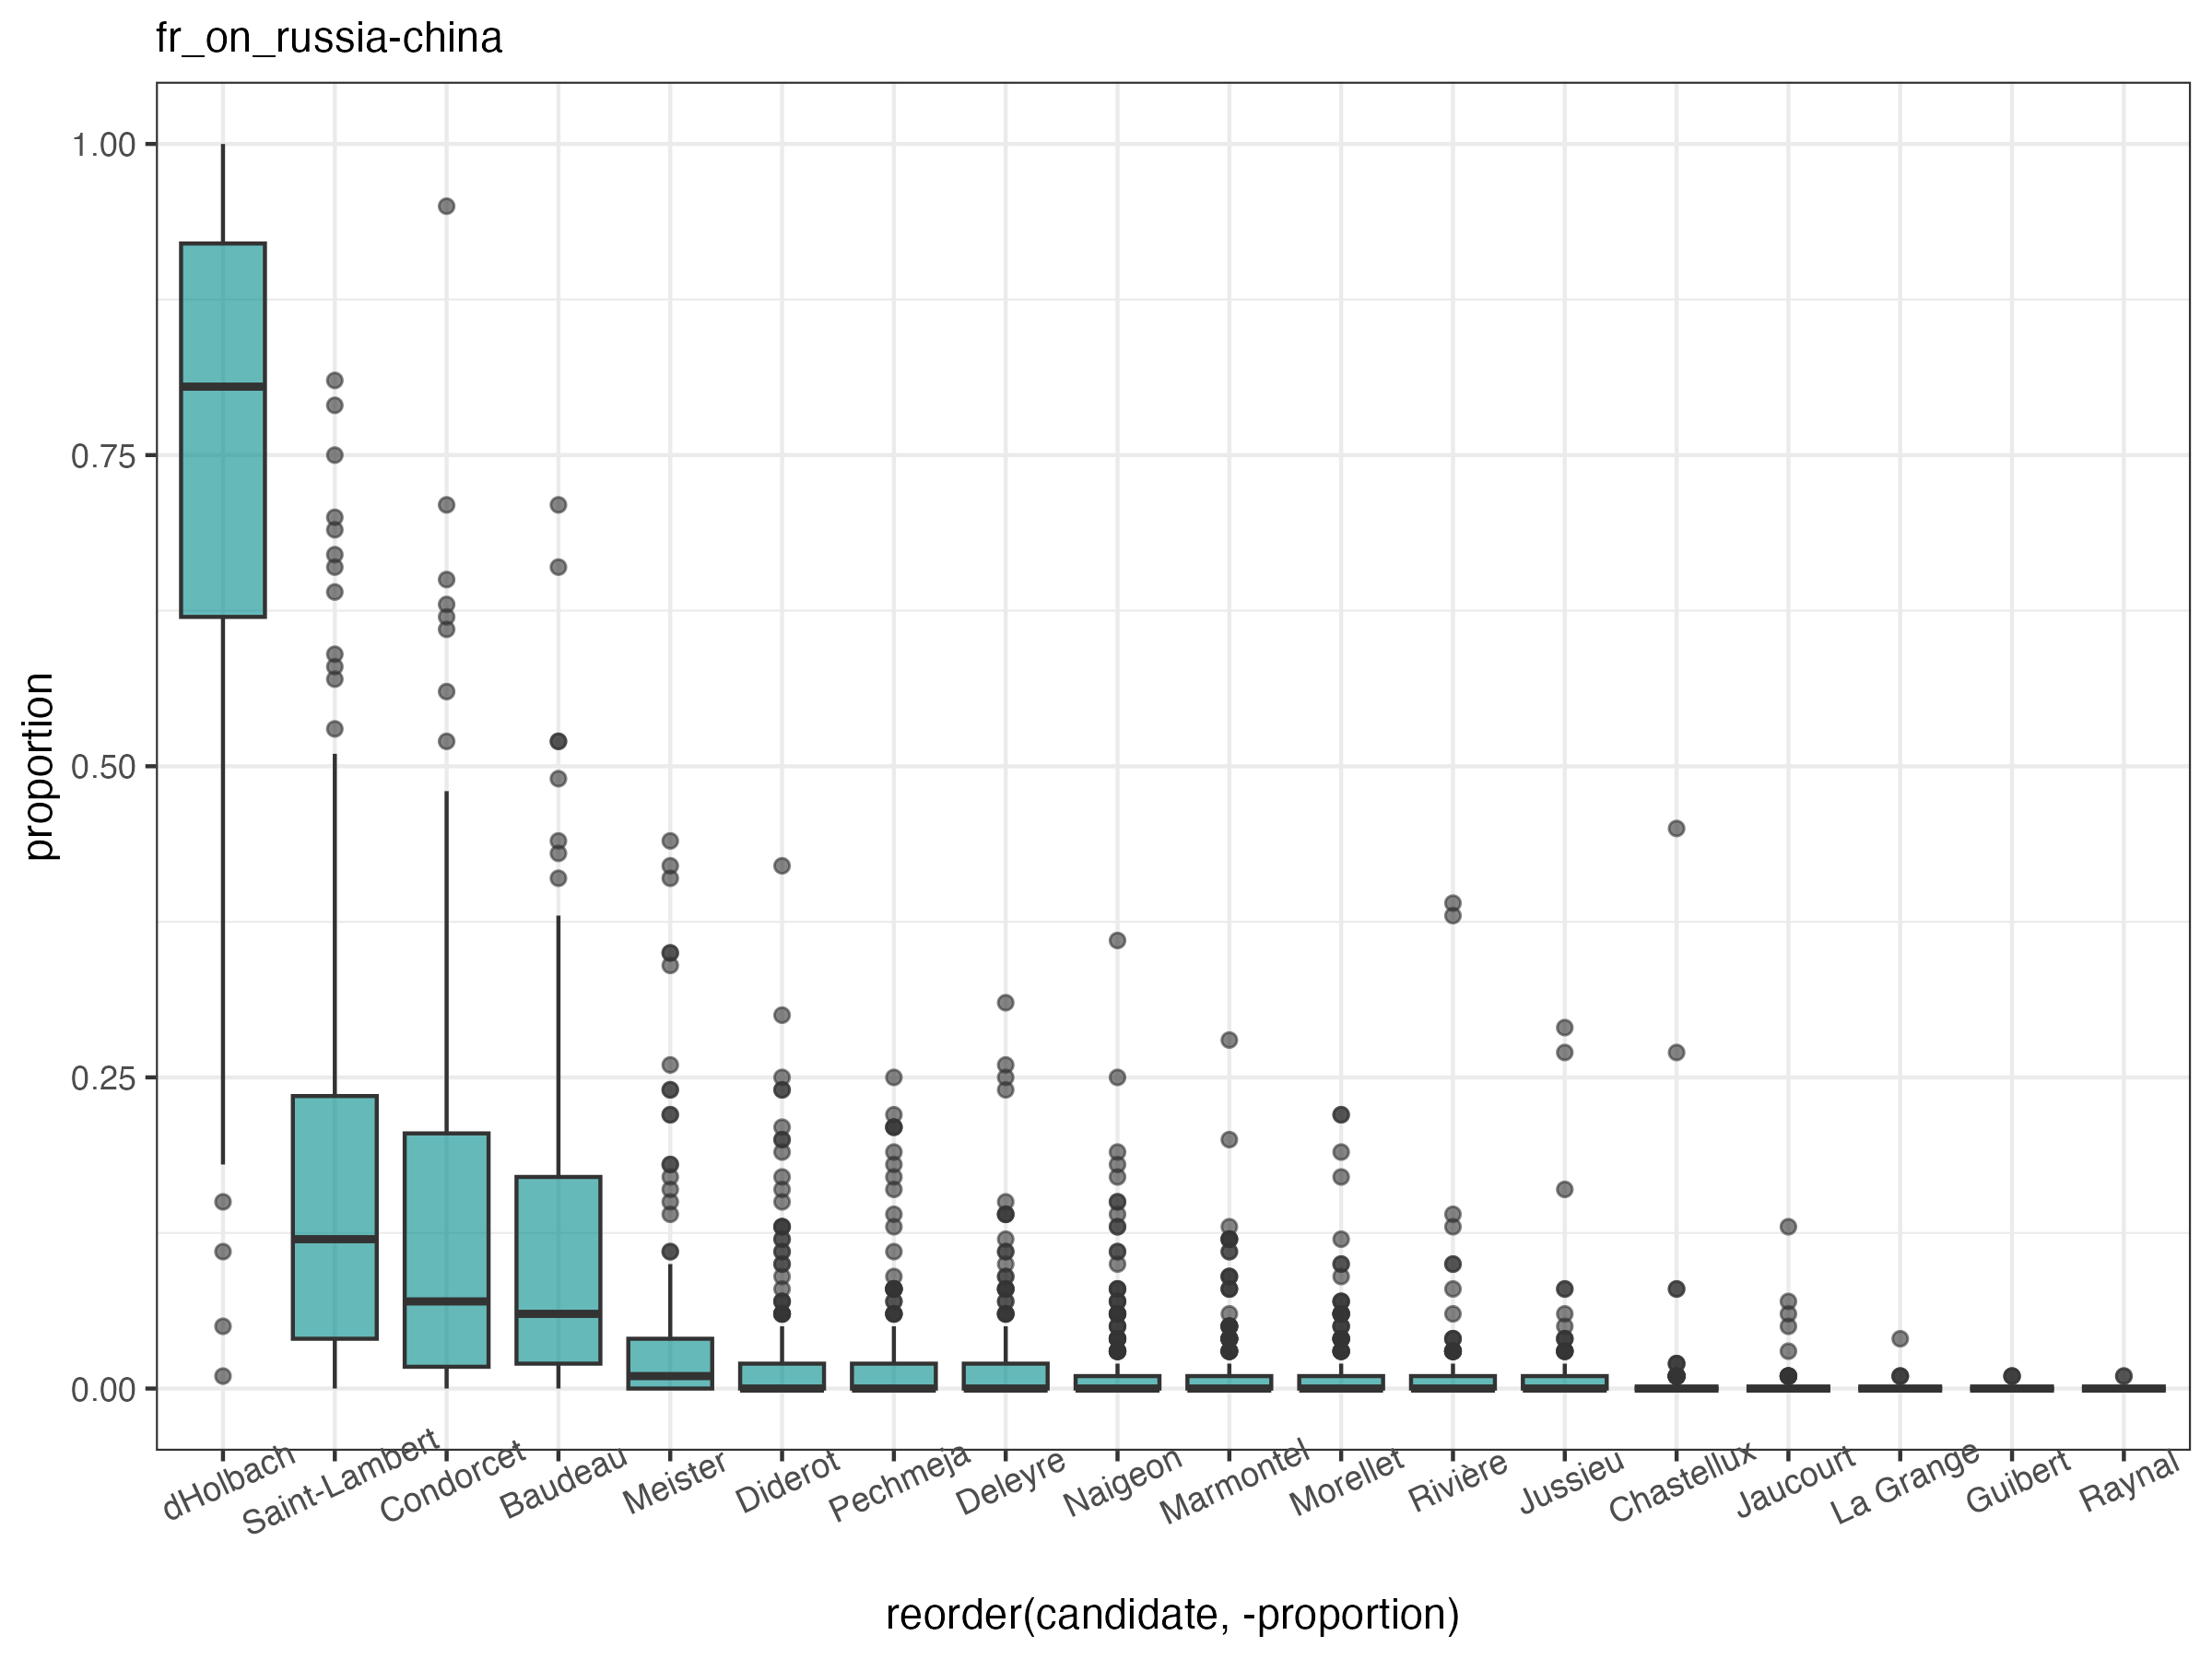 fr_on_russia-china
proportion
1.00
0.75
0.50
0.25
0.00
dHolbach
Saint-Lambert
Condorcet
Baudeau
Meister
Diderot
Pechmeja
Deleyre
Naigeon
Marmontel
Morellet
Rivière
Jussieu
Chastellux
Jaucourt
La Grange
Guibert
Raynal
reorder(candidate, -proportion)